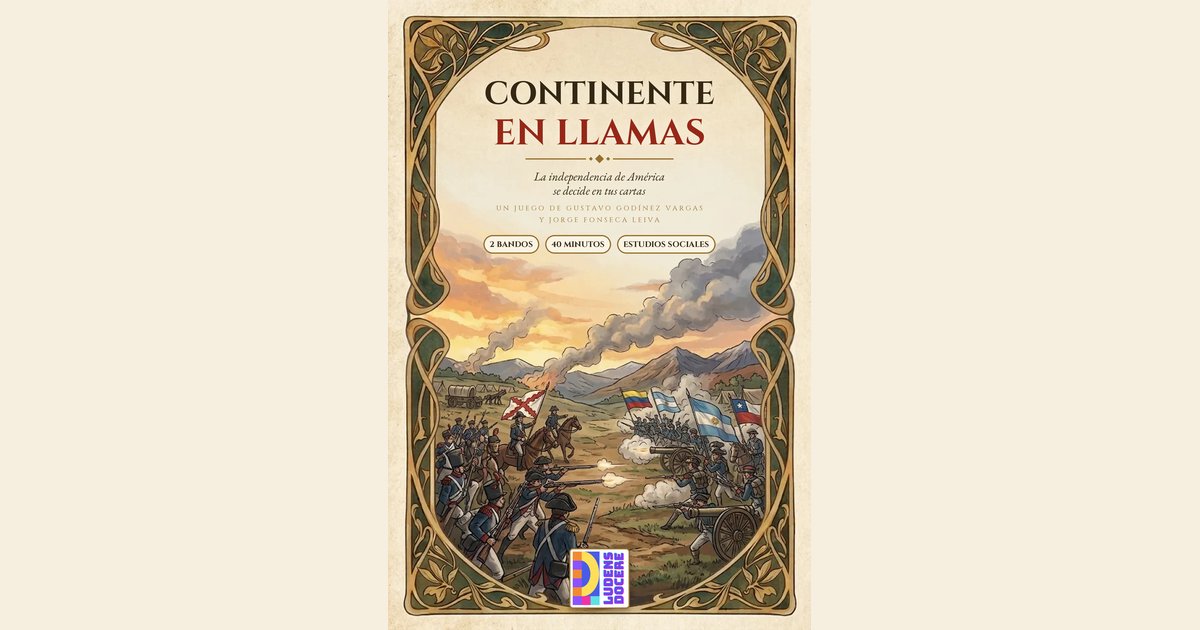 CONTINENTE
EN LLAMAS
La independencia de América
se decide en tus cartas
UN JUEGO DE GUSTAVO GODÍNEZ VARGAS
Y JORGE FONSECA LEIVA
2 BANDOS
40 MINUTOS
ESTUDIOS SOCIALES
LUDENS
DOCERE